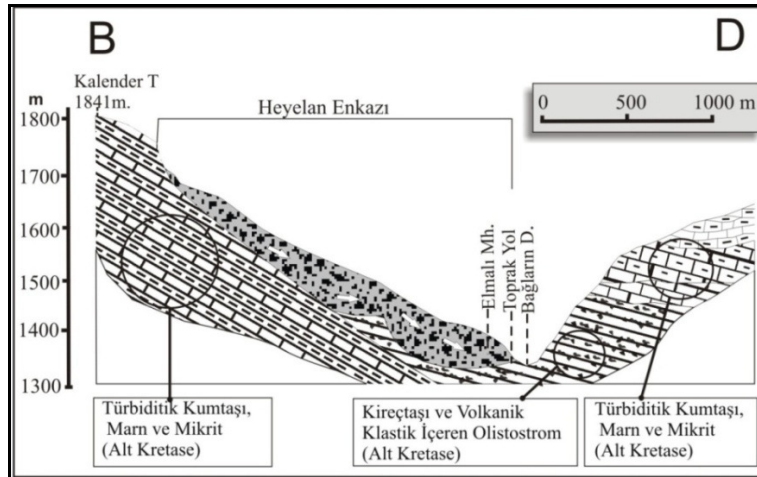 B
D
Kalender T
1841m.
m
Heyelan Enkazı
0 500 1000 m
1800
1700
1600
1500
1400
1300
Elmalı Mh.
Toprak Yol
Bağların D.
Türbiditik Kumtaşı,
Marn ve Mikrit
(Alt Kretase)
Kireçtaşı ve Volkanik
Klastik İçeren Olistostrom
(Alt Kretase)
Türbiditik Kumtaşı,
Marn ve Mikrit
(Alt Kretase)